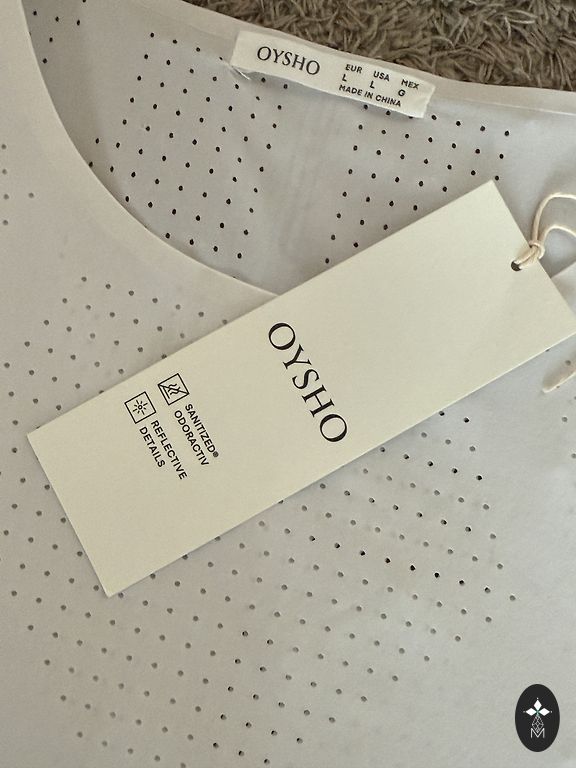 OYSHO
EUR USA MEX
L L G
MADE IN CHINA
OYSHO
SANITIZED®
ODORACTIV
REFLECTIVE
DETAILS
M